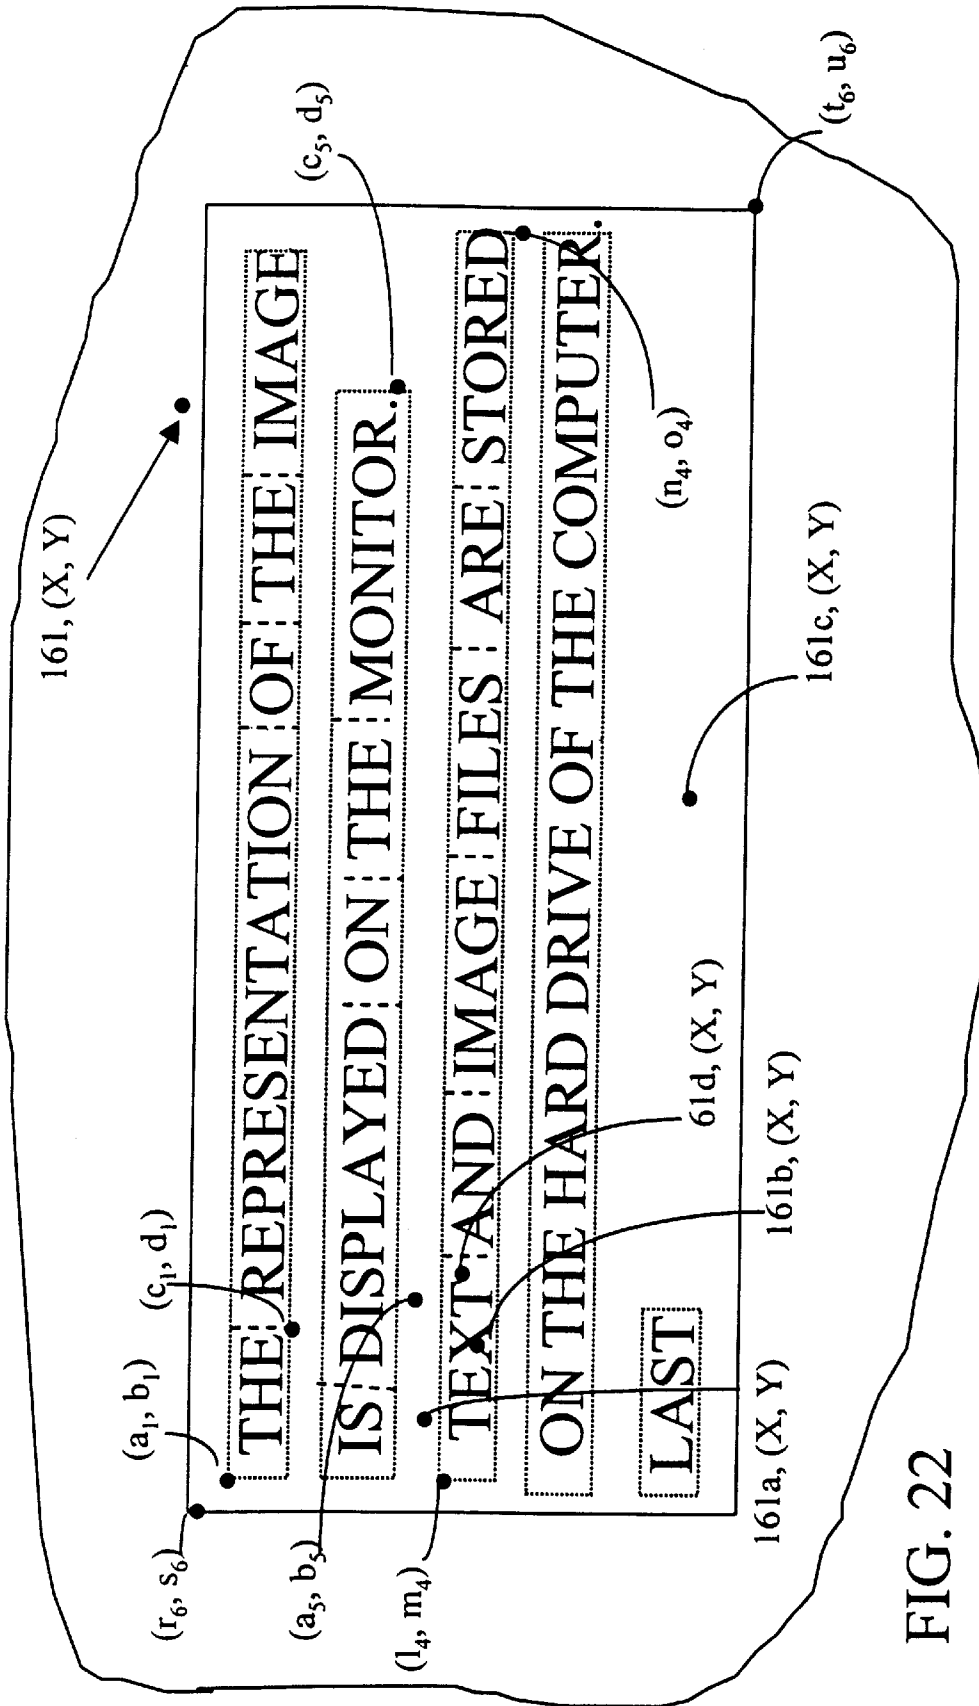 161, (X, Y)
(c₅, d₅)
(t₆, u₆)
(r₆, s₆)
(a₁, b₁)
(c₁, d₁)
THE REPRESENTATION OF THE IMAGE
IS DISPLAYED ON THE MONITOR.
(a₅, b₅)
(l₄, m₄)
TEXT AND IMAGE FILES ARE STORED
ON THE HARD DRIVE OF THE COMPUTER.
(n₄, o₄)
LAST
61d, (X, Y)
161b, (X, Y)
161c, (X, Y)
161a, (X, Y)
FIG. 22